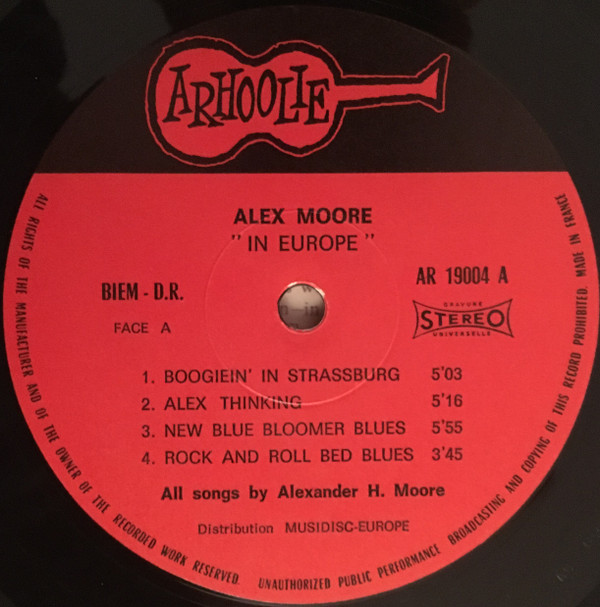 ARHOOLIE
ALEX MOORE
" IN EUROPE "
BIEM - D.R.
AR 19004 A
FACE A
GRAVURE
STEREO
UNIVERSELLE
1. BOOGIEIN' IN STRASSBURG 5'03
2. ALEX THINKING 5'16
3. NEW BLUE BLOOMER BLUES 5'55
4. ROCK AND ROLL BED BLUES 3'45
All songs by Alexander H. Moore
Distribution MUSIDISC-EUROPE
ALL RIGHTS OF THE MANUFACTURER AND OF THE OWNER OF THE RECORDED WORK RESERVED. UNAUTHORIZED PUBLIC PERFORMANCE BROADCASTING AND COPYING OF THIS RECORD PROHIBITED. MADE IN FRANCE